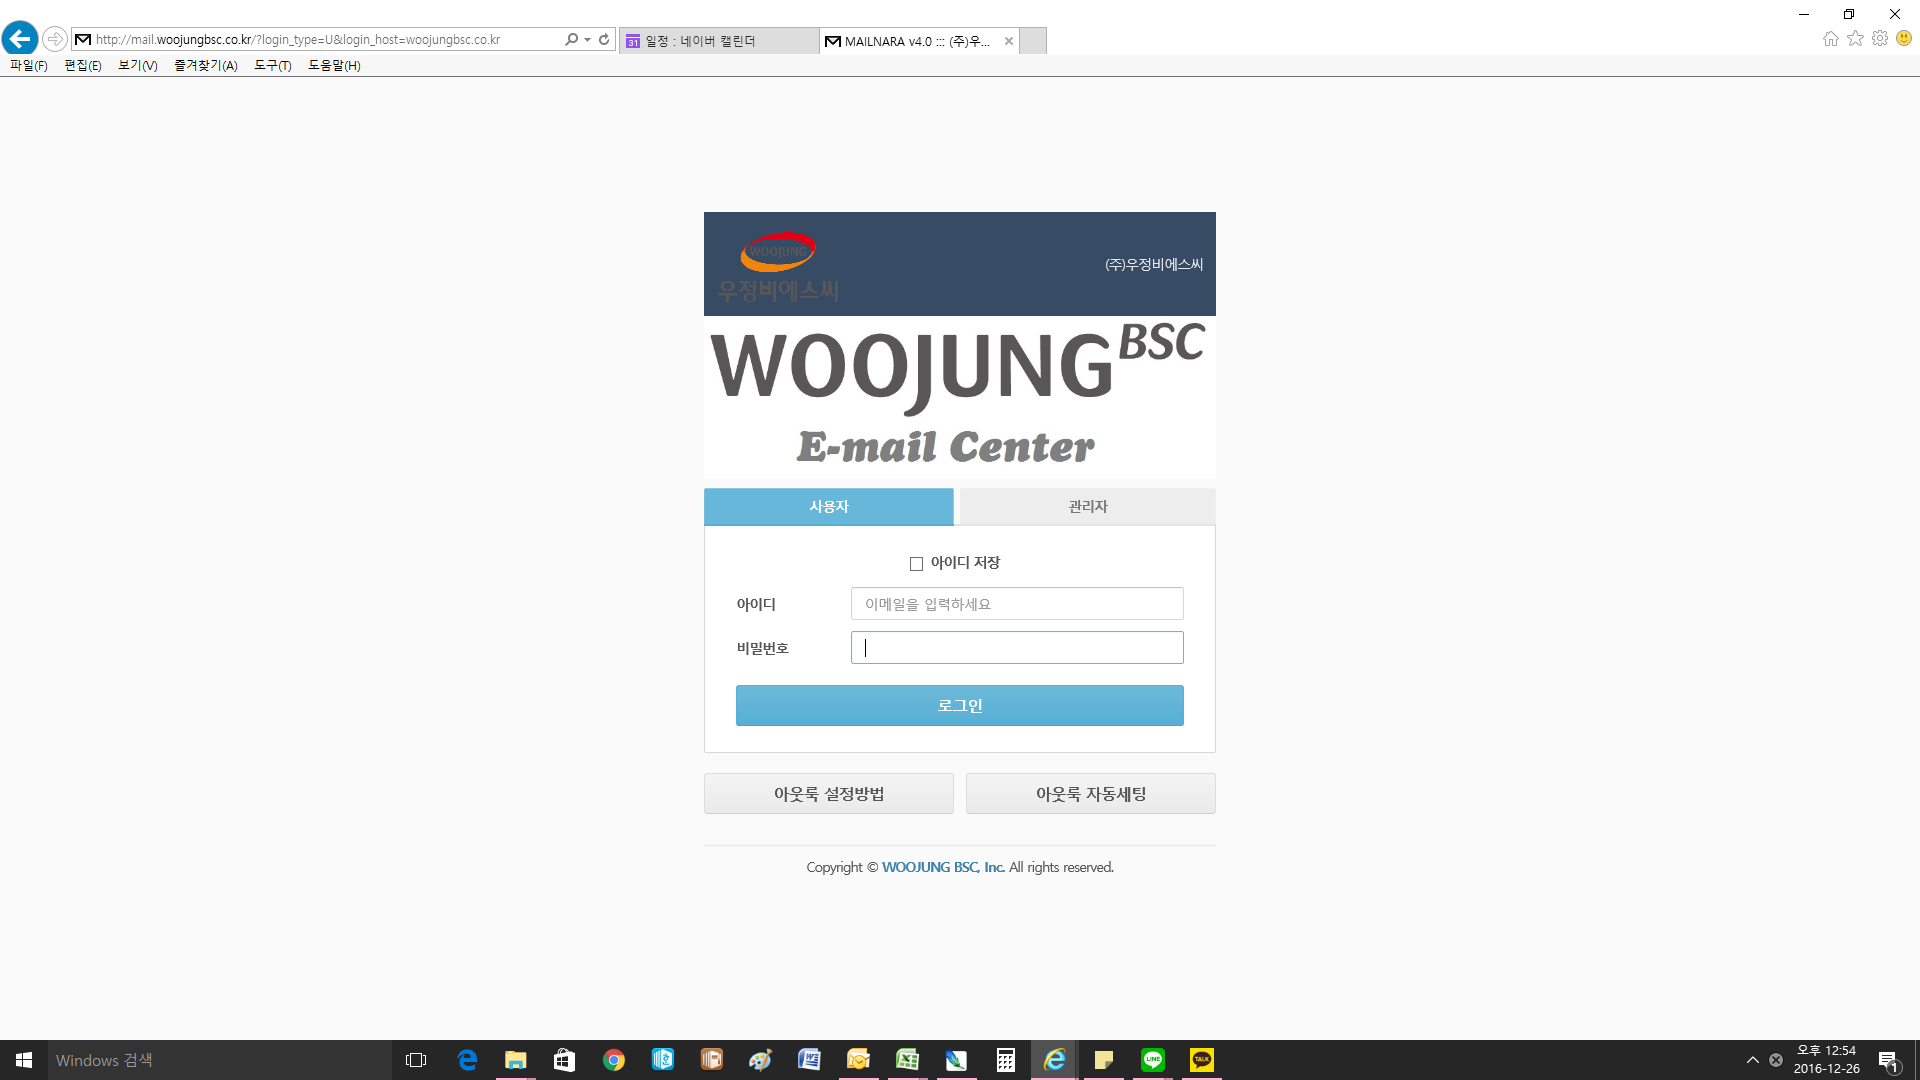 http://mail.woojungbsc.co.kr/?login_type=U&login_host=woojungbsc.co.kr
31 일정 : 네이버 캘린더
MAILNARA v4.0 ::: (주)우...
파일(F) 편집(E) 보기(V) 즐겨찾기(A) 도구(T) 도움말(H)
WOOJUNG
우정비에스씨
(주)우정비에스씨
WOOJUNG BSC
E-mail Center
사용자 관리자
아이디 저장
아이디 이메일을 입력하세요
비밀번호
로그인
아웃룩 설정방법 아웃룩 자동세팅
Copyright © WOOJUNG BSC, Inc. All rights reserved.
Windows 검색
LINE
TALK
오후 12:54
2016-12-26
1